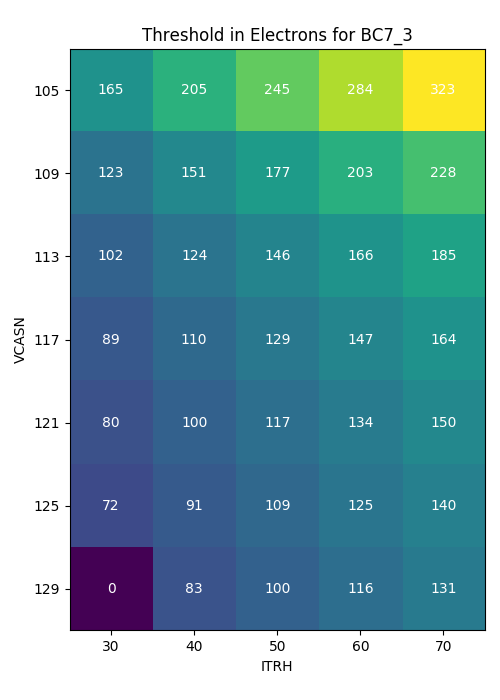 Threshold in Electrons for BC7_3
105 165 205 245 284 323
109 123 151 177 203 228
113 102 124 146 166 185
VCASN
117 89 110 129 147 164
121 80 100 117 134 150
125 72 91 109 125 140
129 0 83 100 116 131
30 40 50 60 70
ITRH